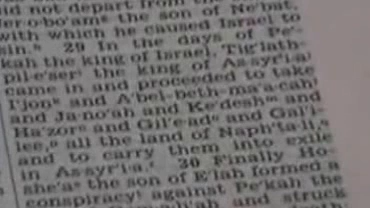 did not depart from the
Jer·o·bo'am the son of Ne'bat,
with which he caused Israel to
sin." 29 In the days of Pe'-
kah the king of Israel, Tig'lath-
pil·e'ser the king of As·syr'i·a
came in and proceeded to take
I'jon and A'bel-beth-ma'a·cah
and Ja·no'ah and Ke'desh and
Ha'zor and Gil'e·ad and Gal'i-
lee, all the land of Naph'ta·li,
and to carry them into exile
in As·syr'i·a. 30 Finally Ho-
she'a the son of E'lah formed a
conspiracy against Pe'kah the
and struck